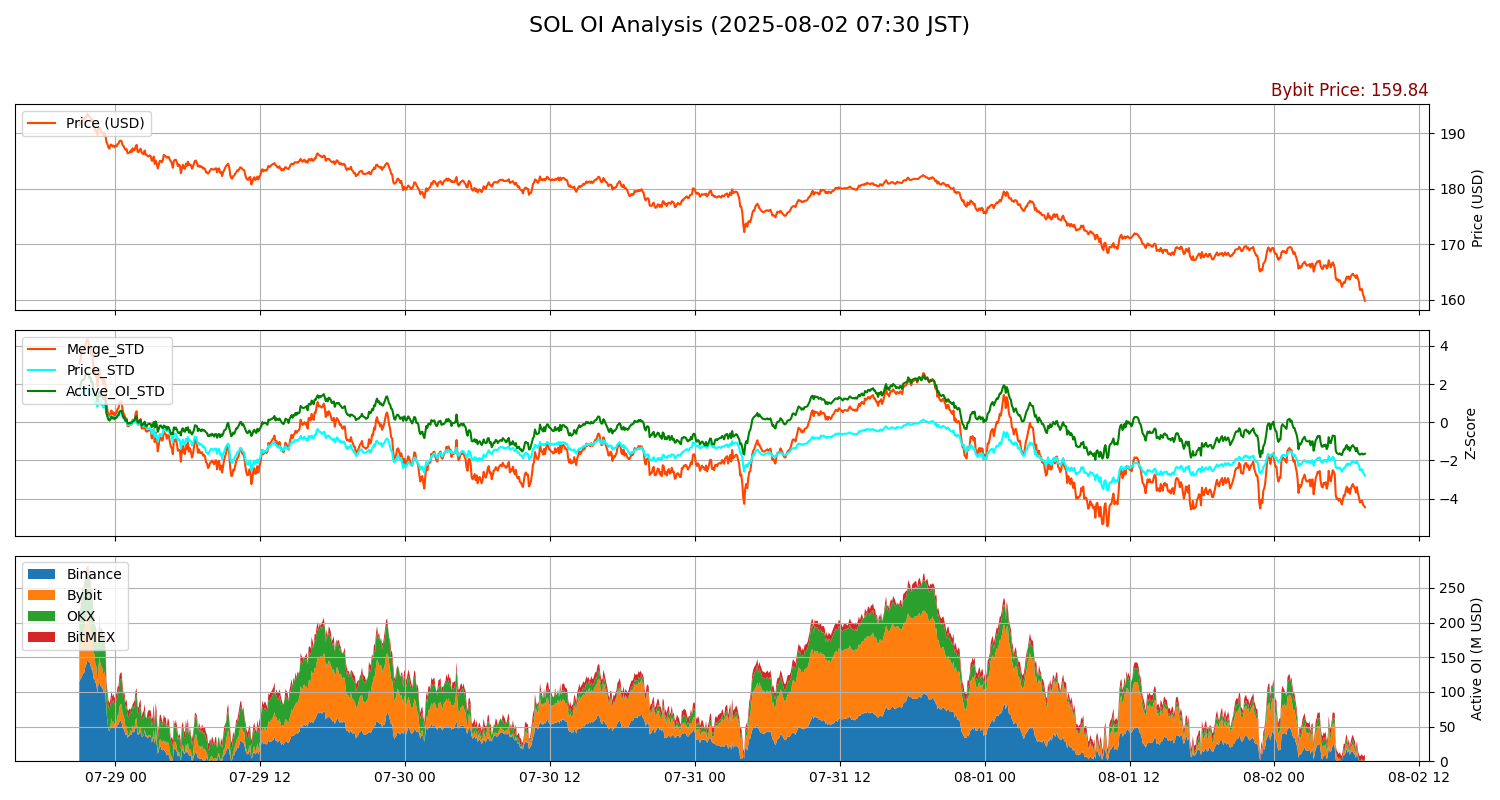 SOL OI Analysis (2025-08-02 07:30 JST)
Bybit Price: 159.84
Price (USD)
190
180
170
160
Price (USD)
Merge_STD
Price_STD
Active_OI_STD
4
2
0
−2
−4
Z-Score
Binance
Bybit
OKX
BitMEX
250
200
150
100
50
0
Active OI (M USD)
07-29 00
07-29 12
07-30 00
07-30 12
07-31 00
07-31 12
08-01 00
08-01 12
08-02 00
08-02 12